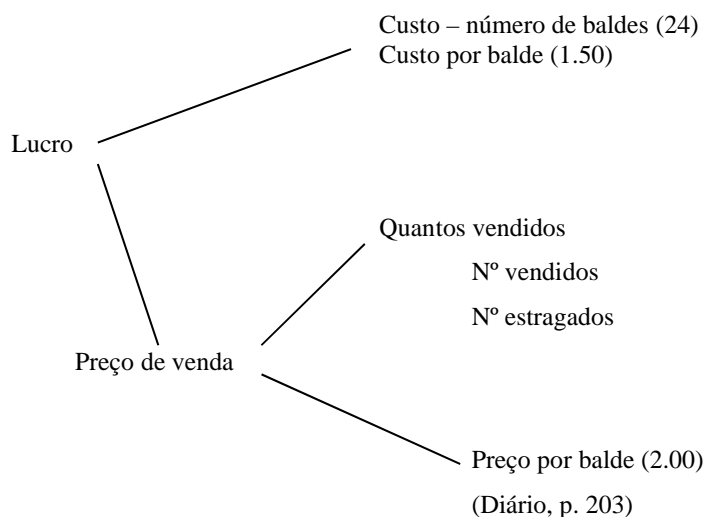 Custo – número de baldes (24)
Custo por balde (1.50)
Lucro
Quantos vendidos
Nº vendidos
Nº estragados
Preço de venda
Preço por balde (2.00)
(Diário, p. 203)